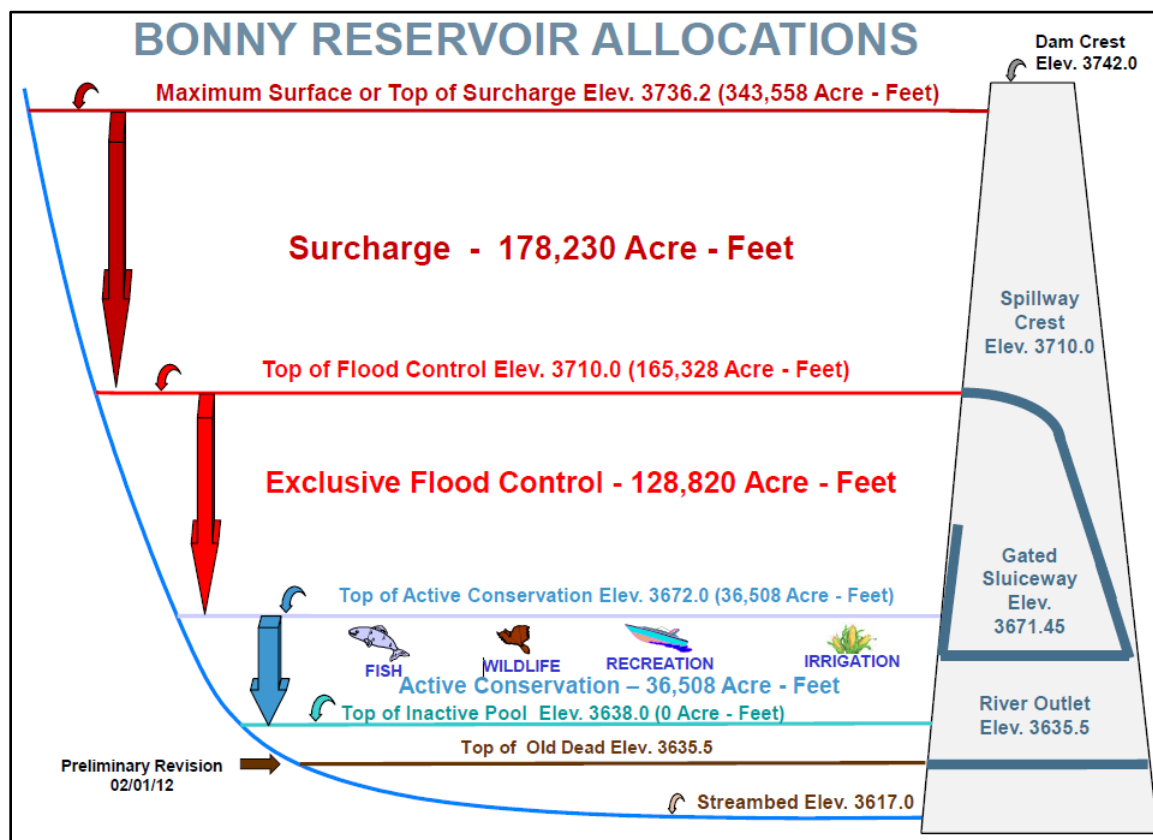 BONNY RESERVOIR ALLOCATIONS
Dam Crest
Elev. 3742.0
Maximum Surface or Top of Surcharge Elev. 3736.2 (343,558 Acre - Feet)
Surcharge - 178,230 Acre - Feet
Spillway
Crest
Elev. 3710.0
Top of Flood Control Elev. 3710.0 (165,328 Acre - Feet)
Exclusive Flood Control - 128,820 Acre - Feet
Gated
Sluiceway
Elev.
3671.45
Top of Active Conservation Elev. 3672.0 (36,508 Acre - Feet)
FISH
WILDLIFE
RECREATION
IRRIGATION
Active Conservation – 36,508 Acre - Feet
Top of Inactive Pool Elev. 3638.0 (0 Acre - Feet)
River Outlet
Elev. 3635.5
Top of Old Dead Elev. 3635.5
Preliminary Revision
02/01/12
Streambed Elev. 3617.0